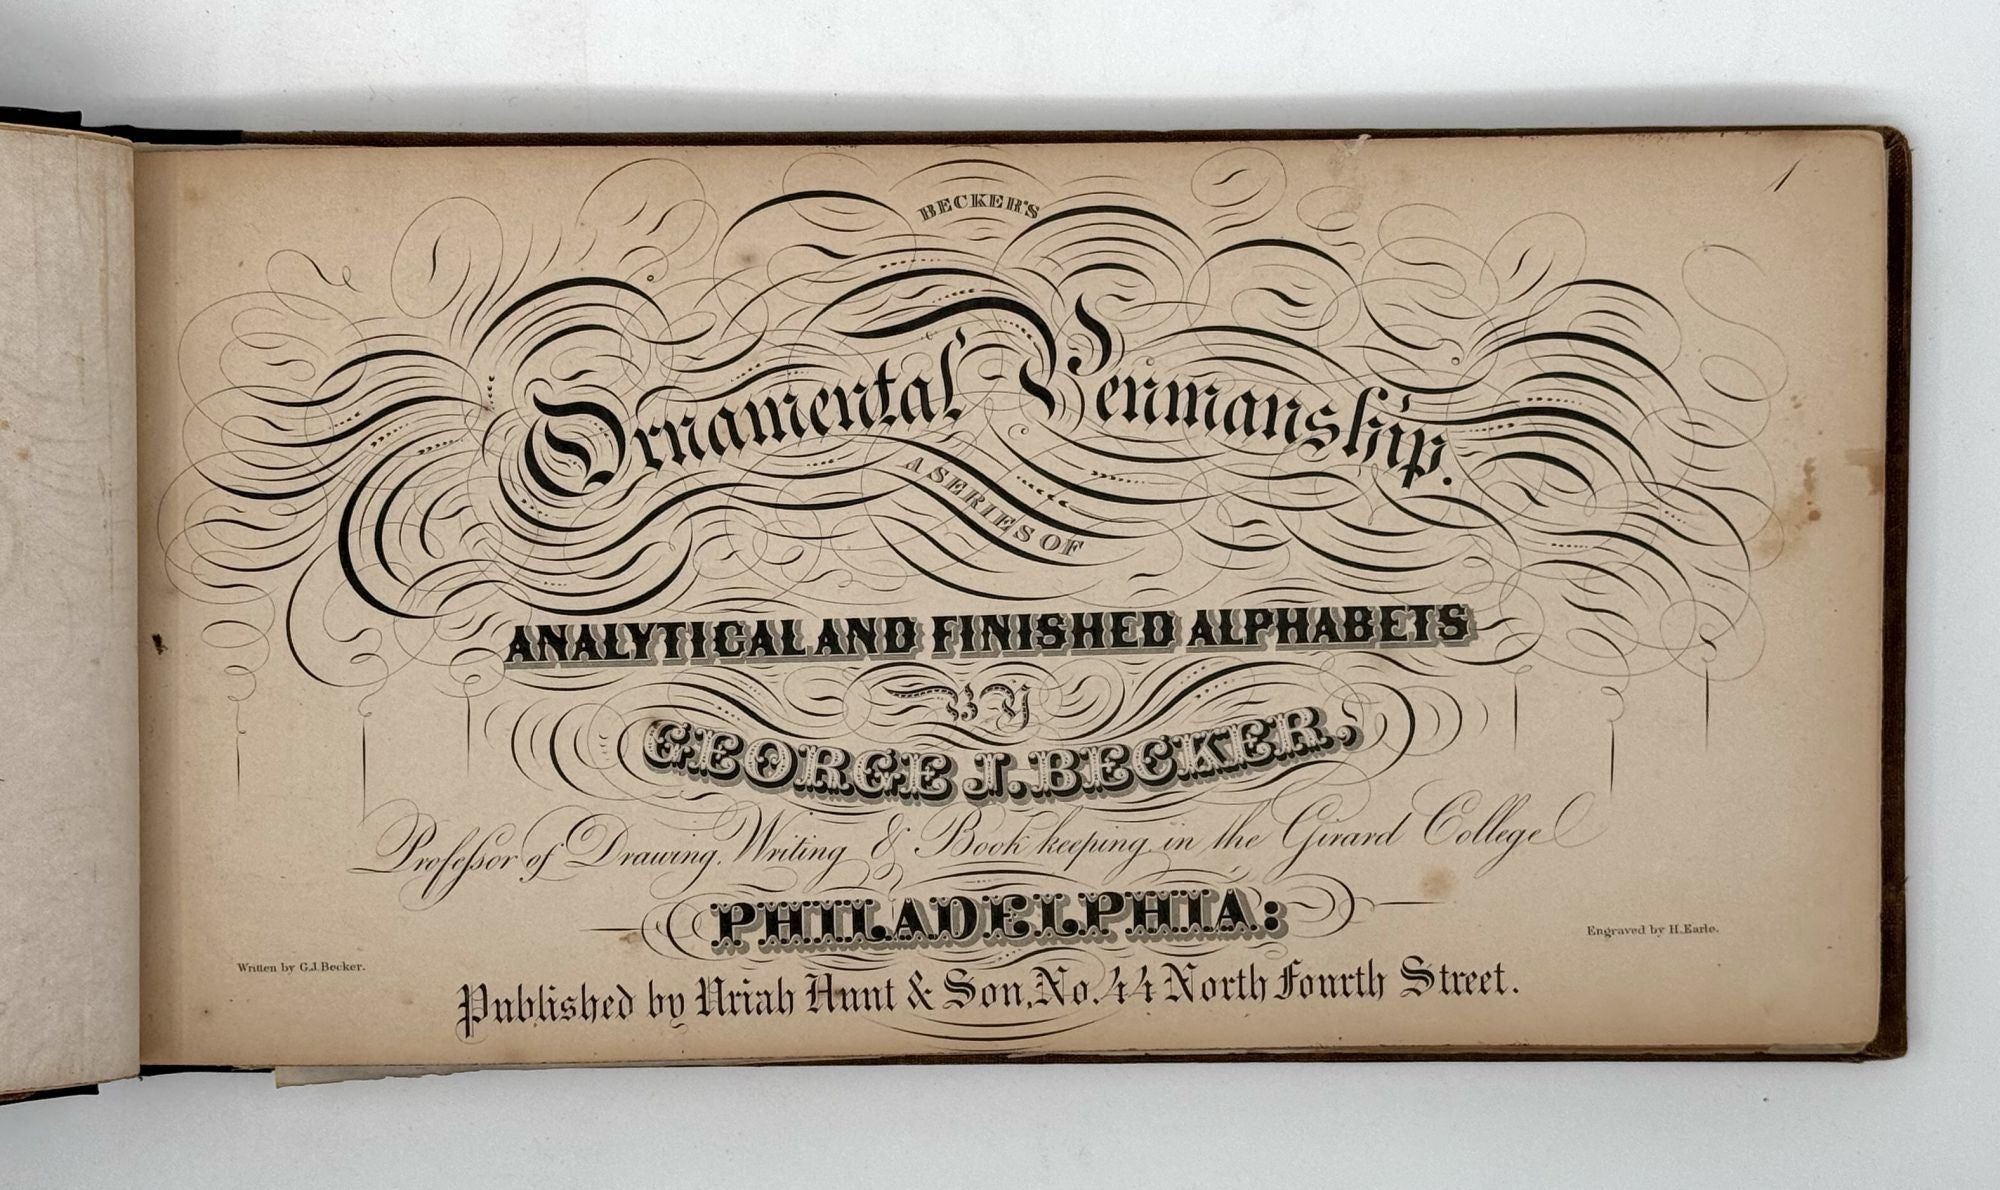 1
BECKER'S
Ornamental Penmanship.
A SERIES OF
ANALYTICAL AND FINISHED ALPHABETS
BY
GEORGE J. BECKER,
Professor of Drawing, Writing & Book keeping in the Girard College
PHILADELPHIA:
Engraved by H. Earle.
Written by G. J. Becker.
Published by Uriah Hunt & Son, No. 44 North Fourth Street.